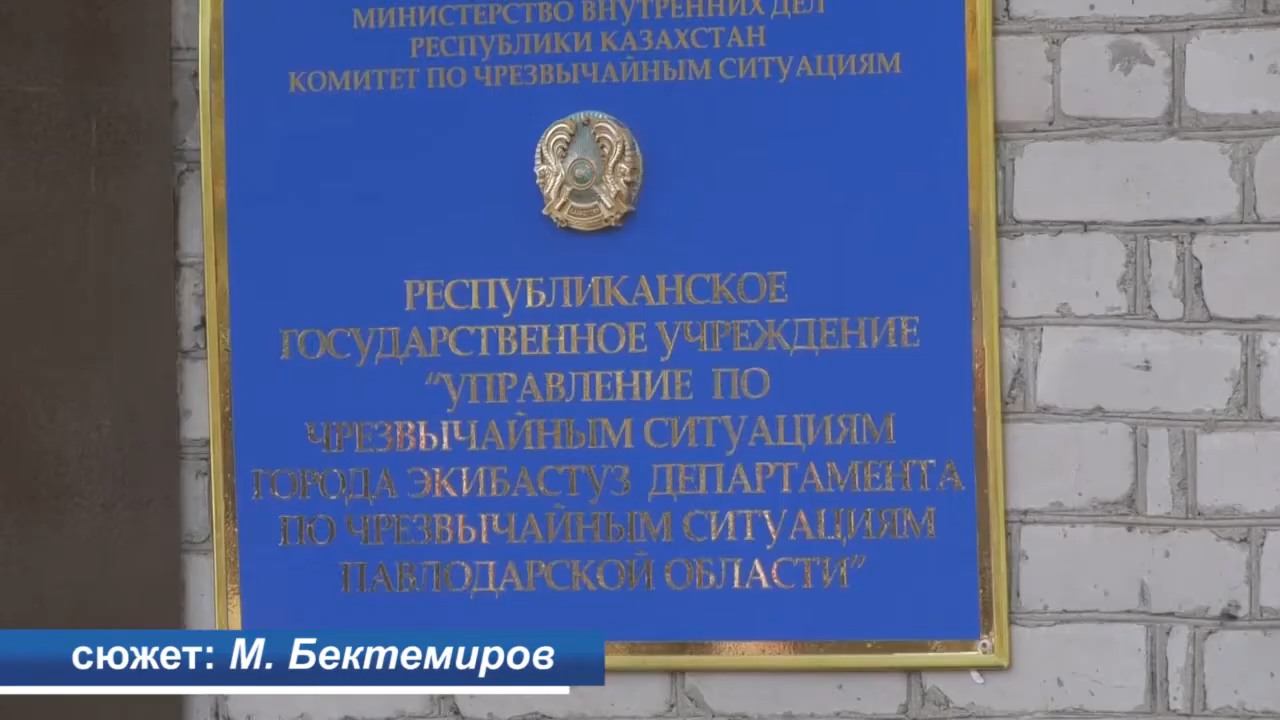 МИНИСТЕРСТВО ВНУТРЕННИХ ДЕЛ
РЕСПУБЛИКИ КАЗАХСТАН
КОМИТЕТ ПО ЧРЕЗВЫЧАЙНЫМ СИТУАЦИЯМ
РЕСПУБЛИКАНСКОЕ
ГОСУДАРСТВЕННОЕ УЧРЕЖДЕНИЕ
“УПРАВЛЕНИЕ ПО
ЧРЕЗВЫЧАЙНЫМ СИТУАЦИЯМ
ГОРОДА ЭКИБАСТУЗ ДЕПАРТАМЕНТА
ПО ЧРЕЗВЫЧАЙНЫМ СИТУАЦИЯМ
ПАВЛОДАРСКОЙ ОБЛАСТИ”
сюжет: М. Бектемиров